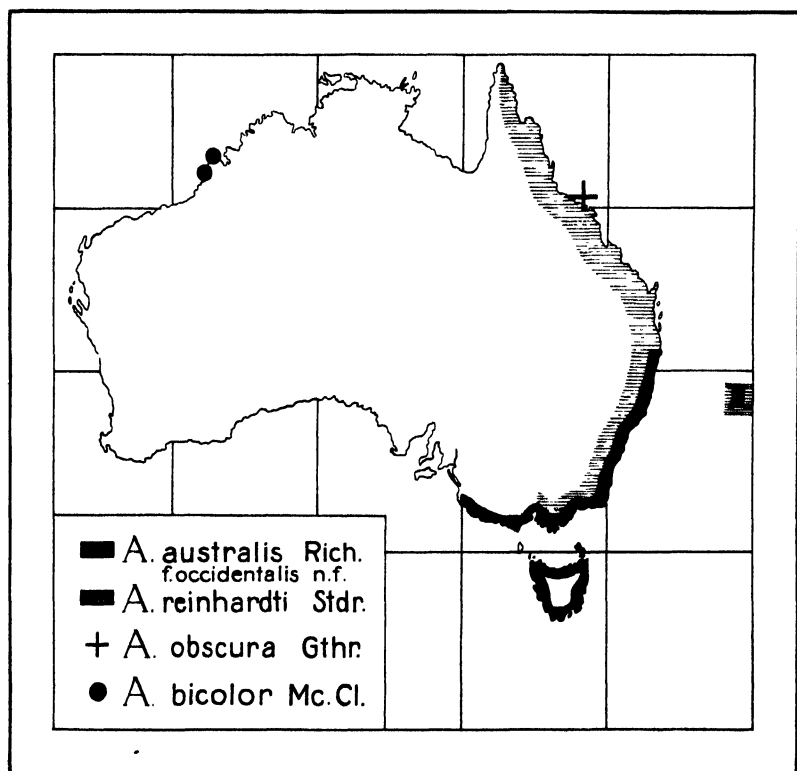 A. australis Rich.
f. occidentalis n.f.
A. reinhardti Stdr.
A. obscura Gthr.
A. bicolor Mc.Cl.